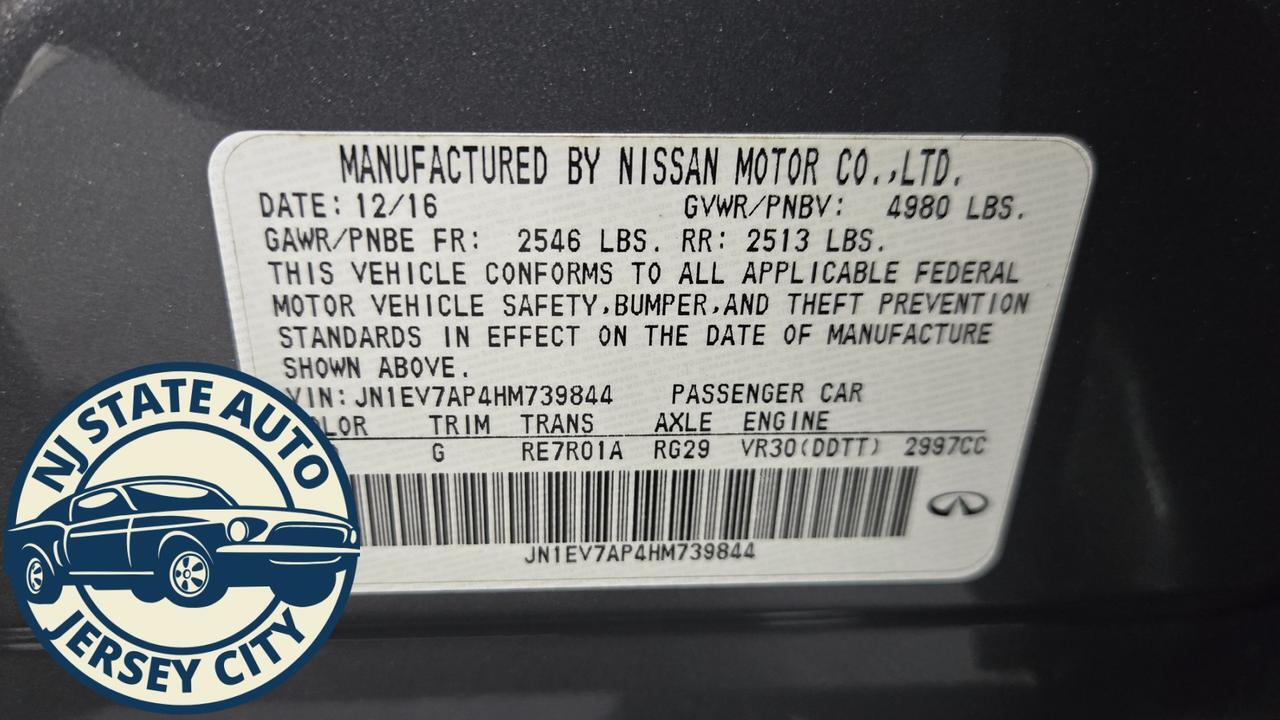 MANUFACTURED BY NISSAN MOTOR CO.,LTD.
DATE: 12/16 GVWR/PNBV: 4980 LBS.
GAWR/PNBE FR: 2546 LBS. RR: 2513 LBS.
THIS VEHICLE CONFORMS TO ALL APPLICABLE FEDERAL
MOTOR VEHICLE SAFETY,BUMPER,AND THEFT PREVENTION
STANDARDS IN EFFECT ON THE DATE OF MANUFACTURE
SHOWN ABOVE.
VIN: JN1EV7AP4HM739844 PASSENGER CAR
TRIM TRANS AXLE ENGINE
G RE7R01A RG29 VR30(DDTT) 2997CC
JN1EV7AP4HM739844
NJ STATE AUTO
JERSEY CITY